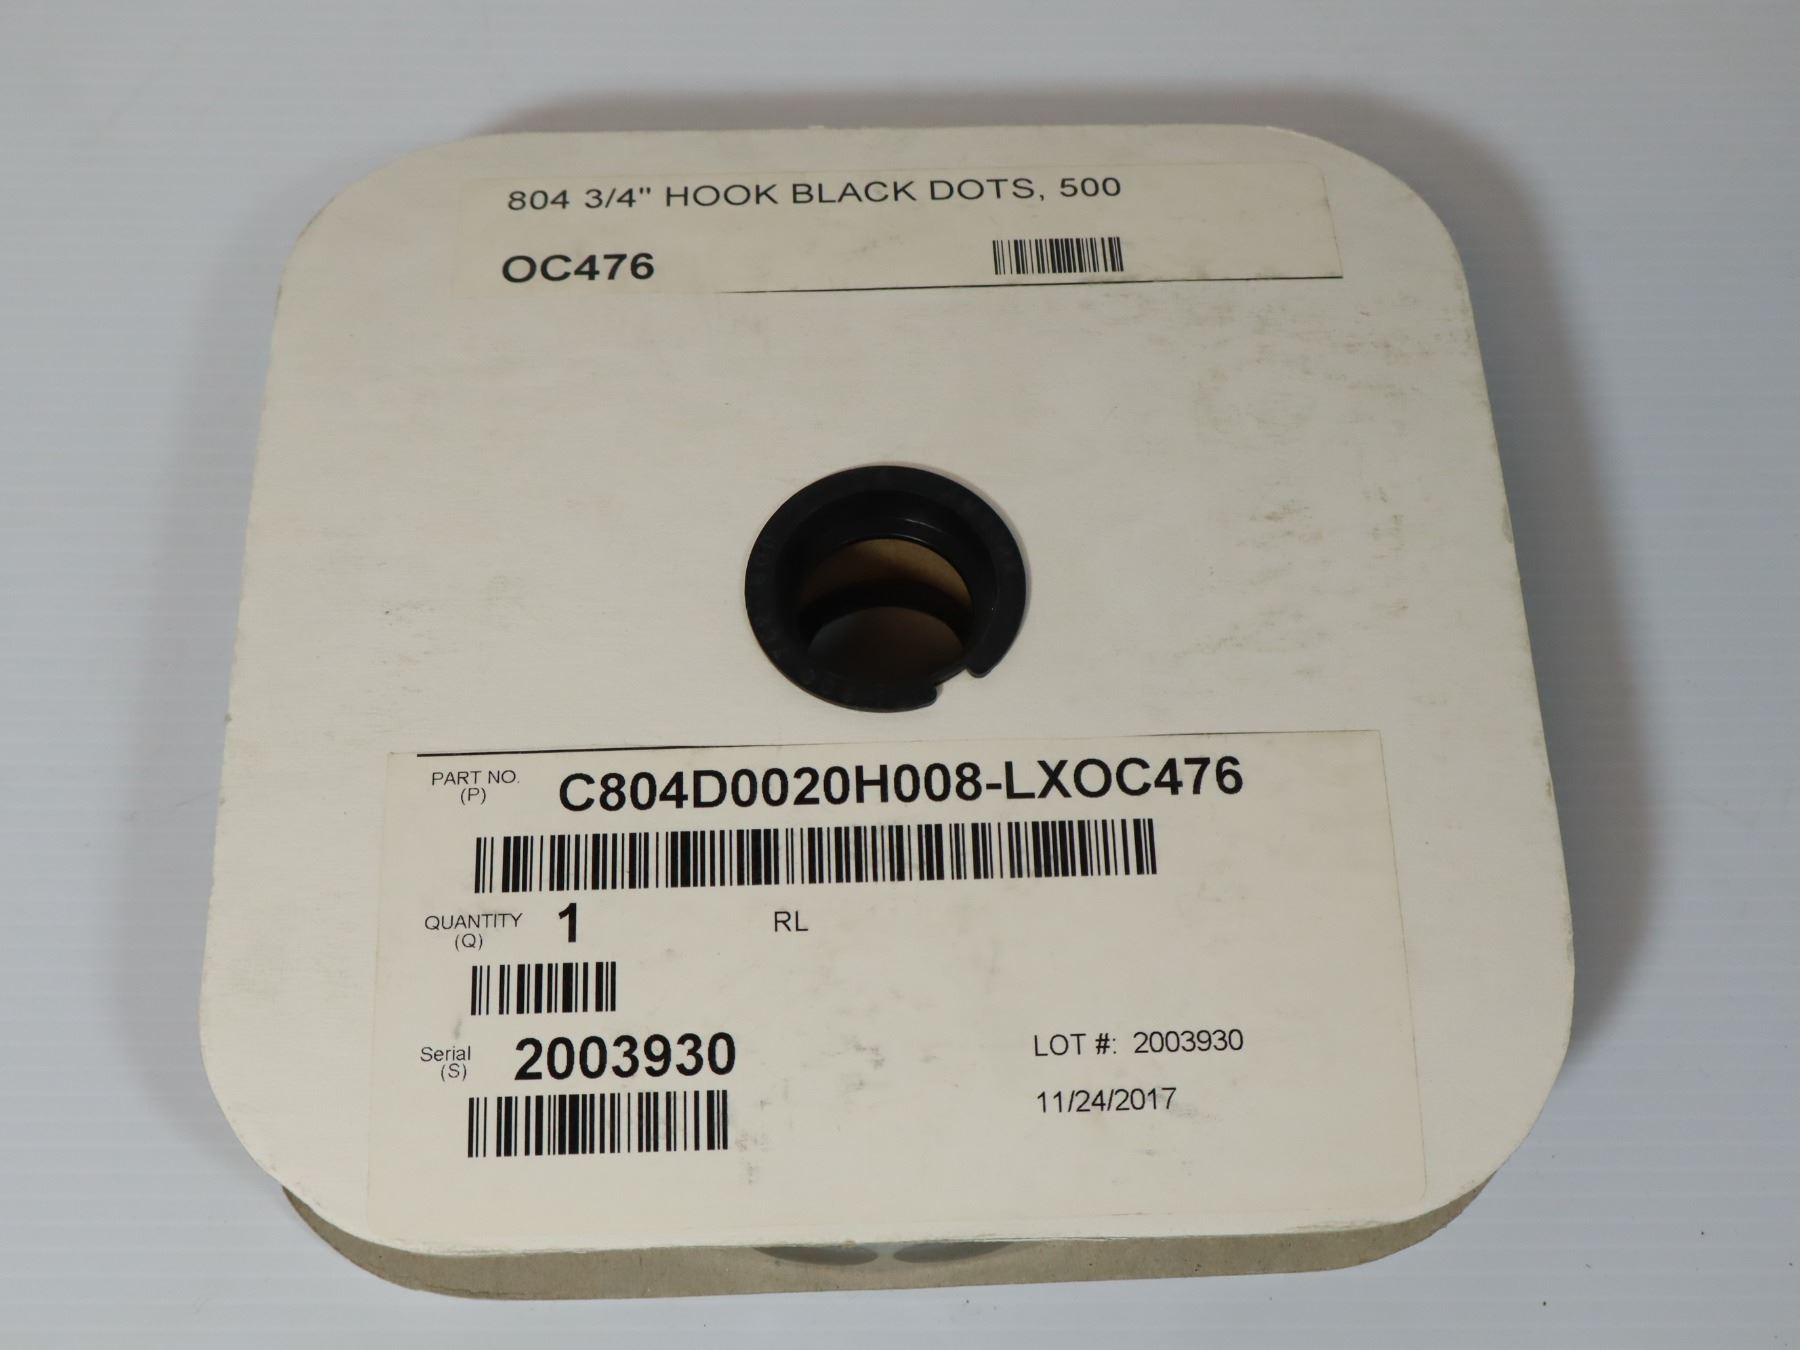 804 3/4" HOOK BLACK DOTS, 500
OC476
PART NO. C804D0020H008-LXOC476
(P)
QUANTITY 1 RL
(Q)
Serial 2003930 LOT #: 2003930
(S)
11/24/2017